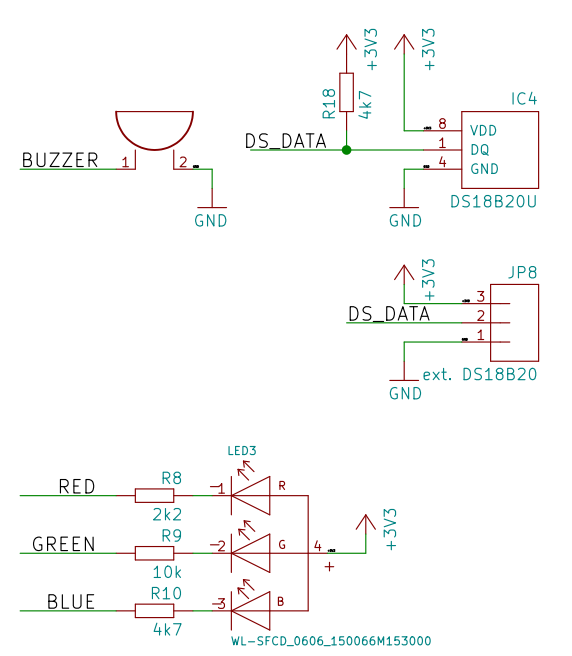 +3V3
+3V3
R18
4k7
IC4
DS_DATA
8 VDD
1 DQ
4 GND
BUZZER
1
2
GND
GND
DS18B20U
+3V3
JP8
3
DS_DATA
2
1
GND
ext. DS18B20
LED3
RED
R8
2k2
1
R
GREEN
R9
10k
2
G
4
+
+3V3
BLUE
R10
4k7
3
B
WL-SFCD_0606_150066M153000